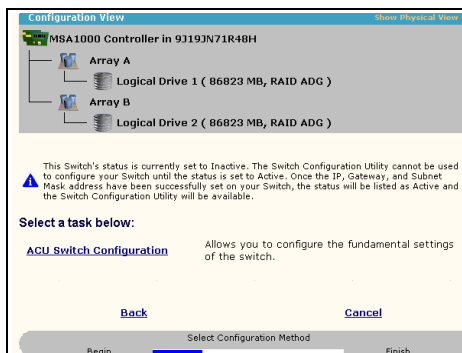 Configuration View
Show Physical View
MSA1000 Controller in 9J19JN71R48H
Array A
Logical Drive 1 ( 86823 MB, RAID ADG )
Array B
Logical Drive 2 ( 86823 MB, RAID ADG )
This Switch's status is currently set to Inactive. The Switch Configuration Utility cannot be used
to configure your Switch until the status is set to Active. Once the IP, Gateway, and Subnet
Mask address have been successfully set on your Switch, the status will be listed as Active and
the Switch Configuration Utility will be available.
Select a task below:
ACU Switch Configuration
Allows you to configure the fundamental settings
of the switch.
Back
Cancel
Select Configuration Method
Begin
Finish